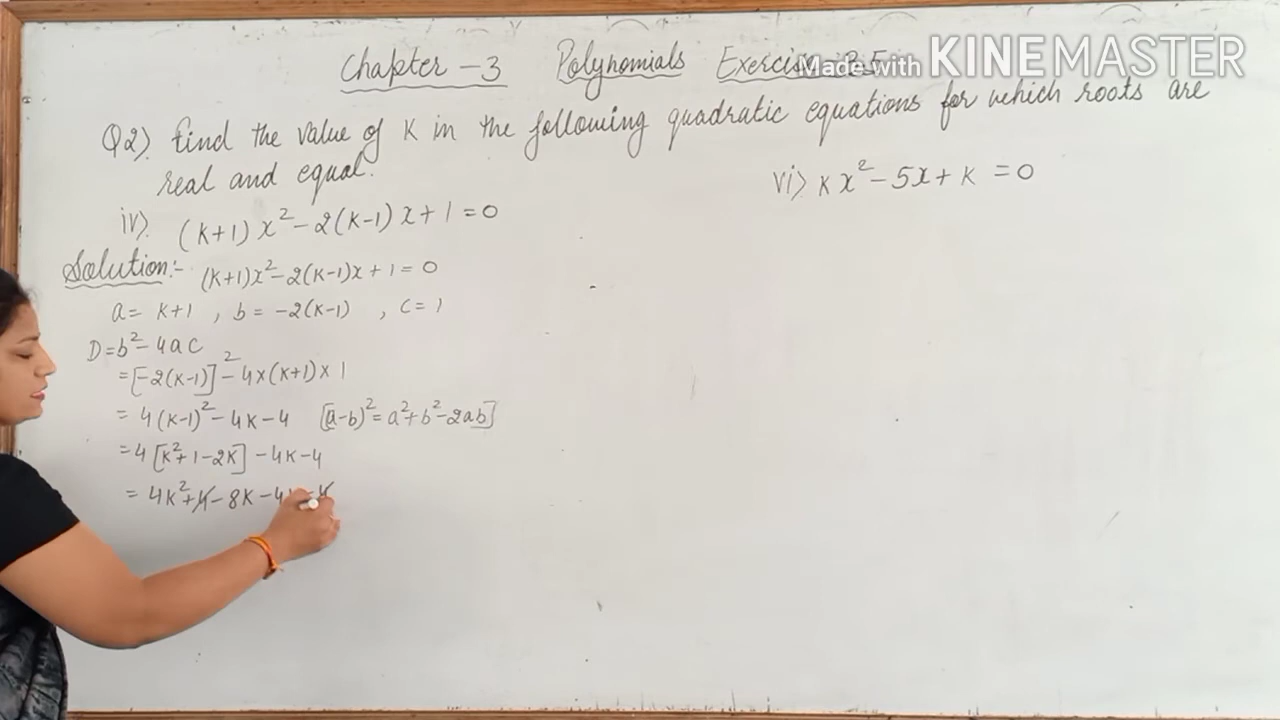 Chapter - 3 Polynomials Exercise
Made with KINEMASTER
Q2). Find the value of K in the following quadratic equations for which roots are
real and equal.
iv). (K+1) x² - 2(K-1) x + 1 = 0
vi) K x² - 5x + K = 0
Solution:- (K+1)x² - 2(K-1)x + 1 = 0
a = K+1 , b = -2(K-1) , c = 1
D = b² - 4ac
= [-2(K-1)]² - 4×(K+1)×1
= 4(K-1)² - 4K - 4 [(a-b)² = a² + b² - 2ab]
= 4[K² + 1 - 2K] - 4K - 4
= 4K² + 4 - 8K - 4